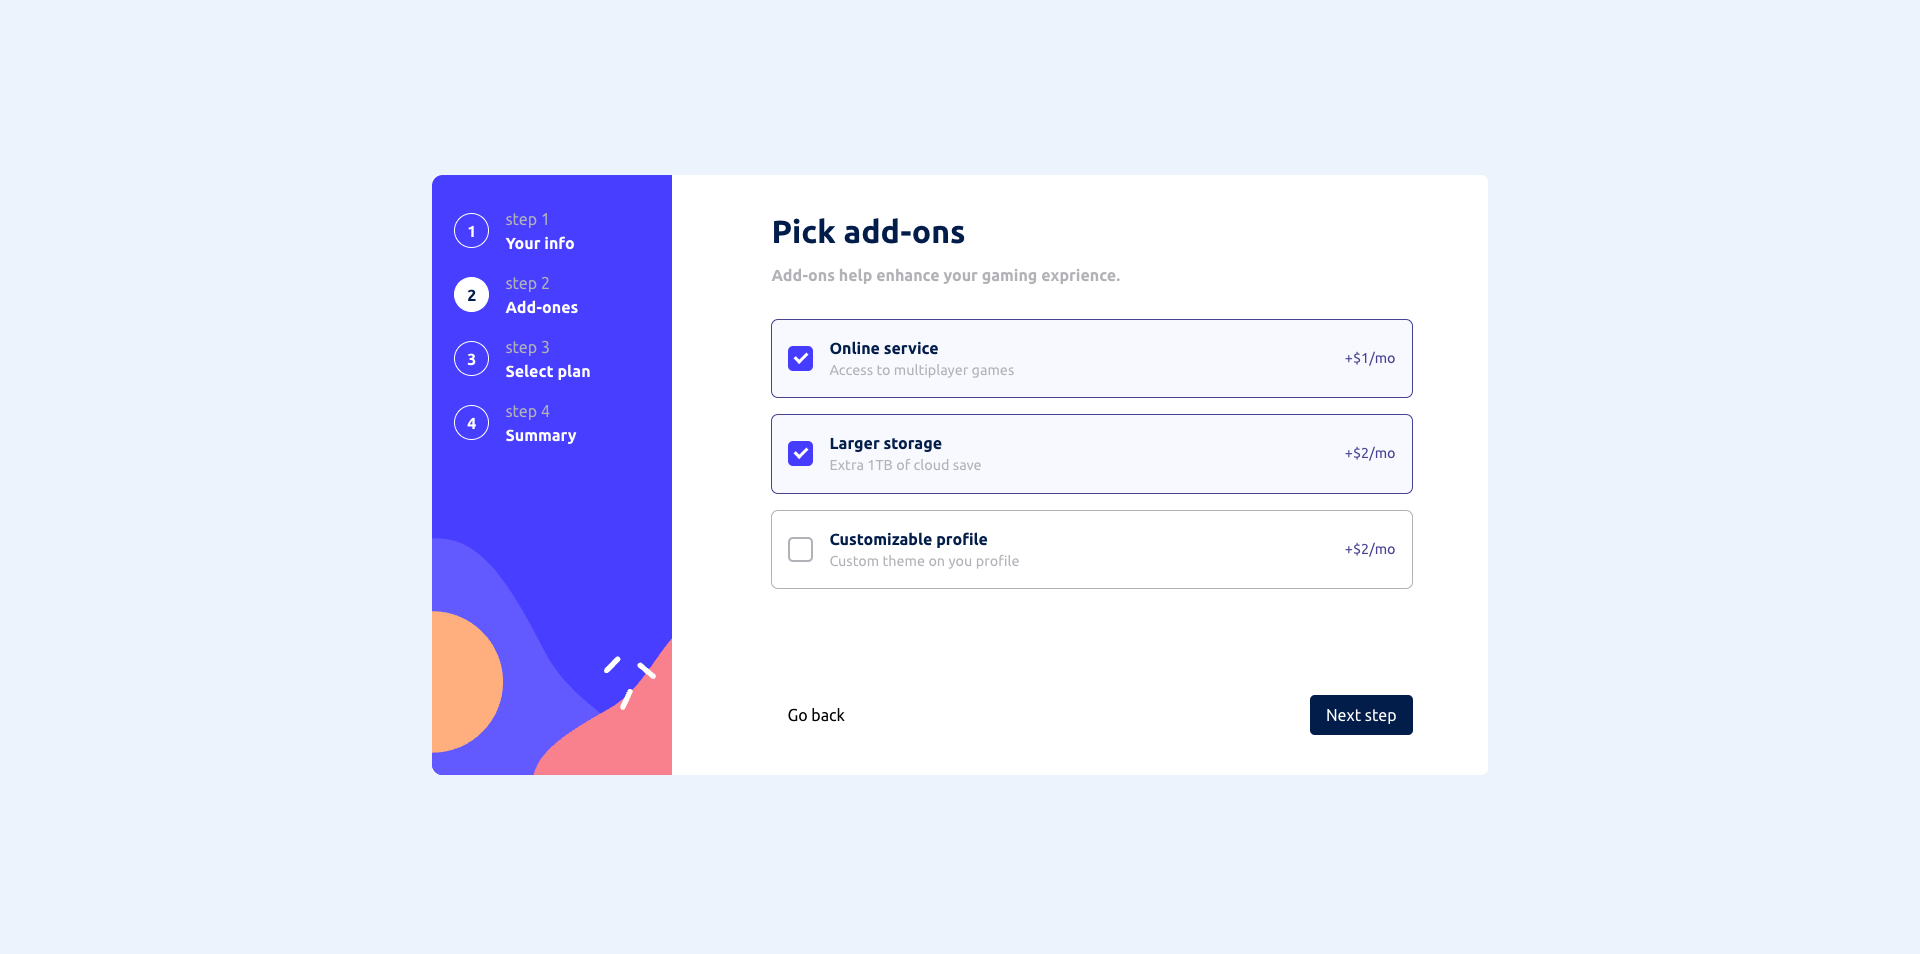 1
step 1
Your info
2
step 2
Add-ones
3
step 3
Select plan
4
step 4
Summary
Pick add-ons
Add-ons help enhance your gaming exprience.
Online service
Access to multiplayer games
+$1/mo
Larger storage
Extra 1TB of cloud save
+$2/mo
Customizable profile
Custom theme on you profile
+$2/mo
Go back
Next step